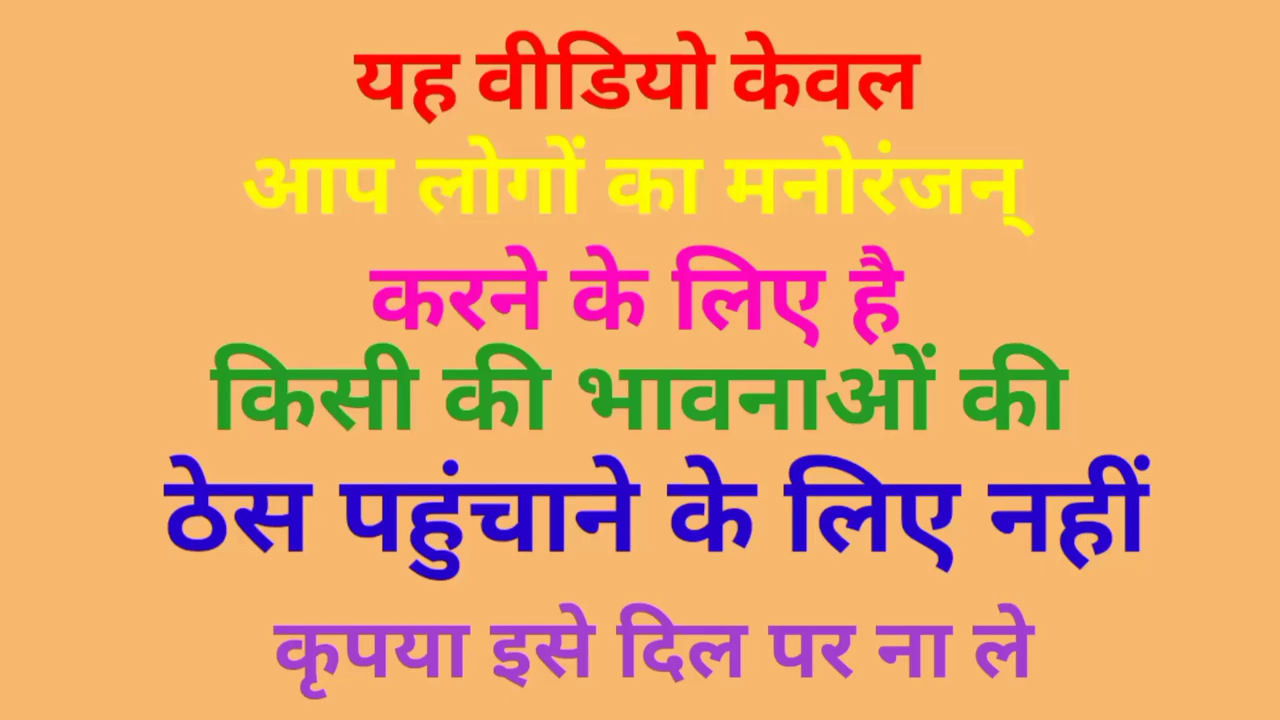 यह वीडियो केवल
आप लोगों का मनोरंजन्
करने के लिए है
किसी की भावनाओं की
ठेस पहुंचाने के लिए नहीं
कृपया इसे दिल पर ना ले